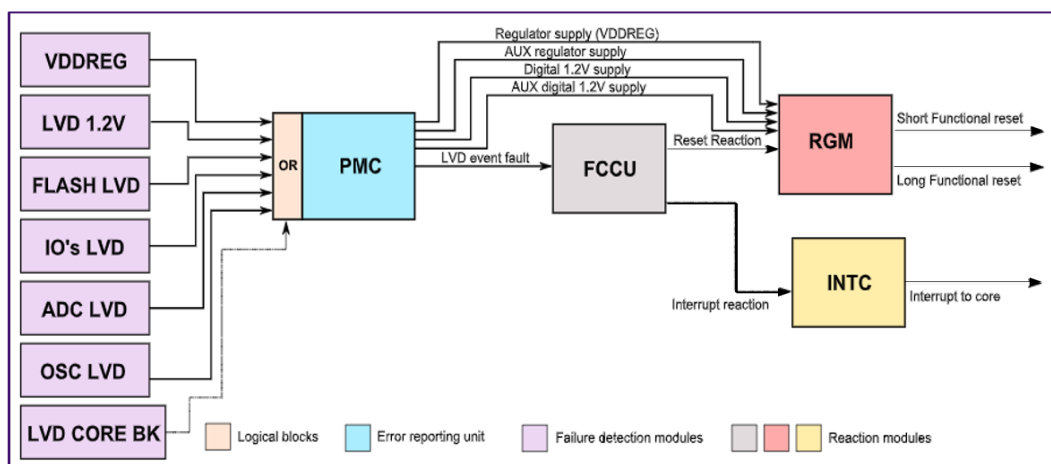 VDDREG
LVD 1.2V
FLASH LVD
IO's LVD
ADC LVD
OSC LVD
LVD CORE BK
OR
PMC
Regulator supply (VDDREG)
AUX regulator supply
Digital 1.2V supply
AUX digital 1.2V supply
LVD event fault
FCCU
Reset Reaction
RGM
Short Functional reset
Long Functional reset
Interrupt reaction
INTC
Interrupt to core
Logical blocks
Error reporting unit
Failure detection modules
Reaction modules